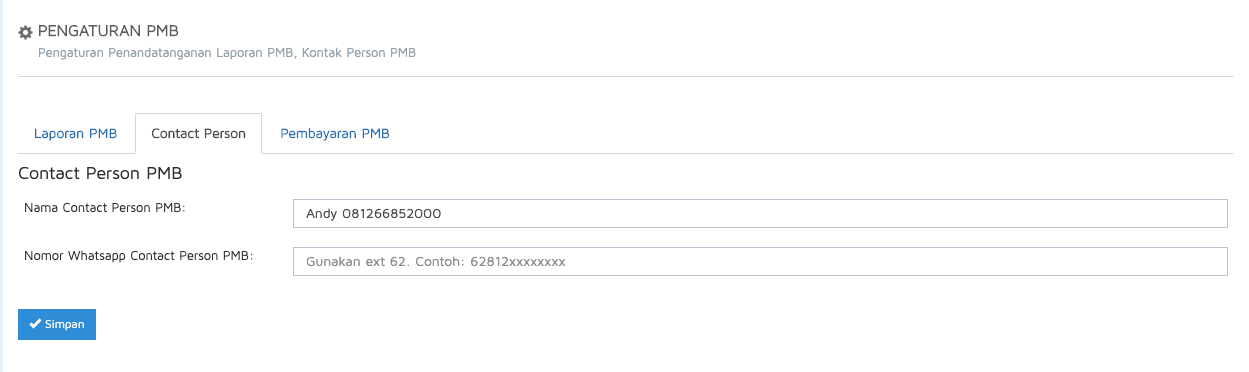 PENGATURAN PMB
Pengaturan Penandatanganan Laporan PMB, Kontak Person PMB
Laporan PMB Contact Person Pembayaran PMB
Contact Person PMB
Nama Contact Person PMB: Andy 081266852000
Nomor Whatsapp Contact Person PMB: Gunakan ext 62. Contoh: 62812xxxxxxxx
Simpan